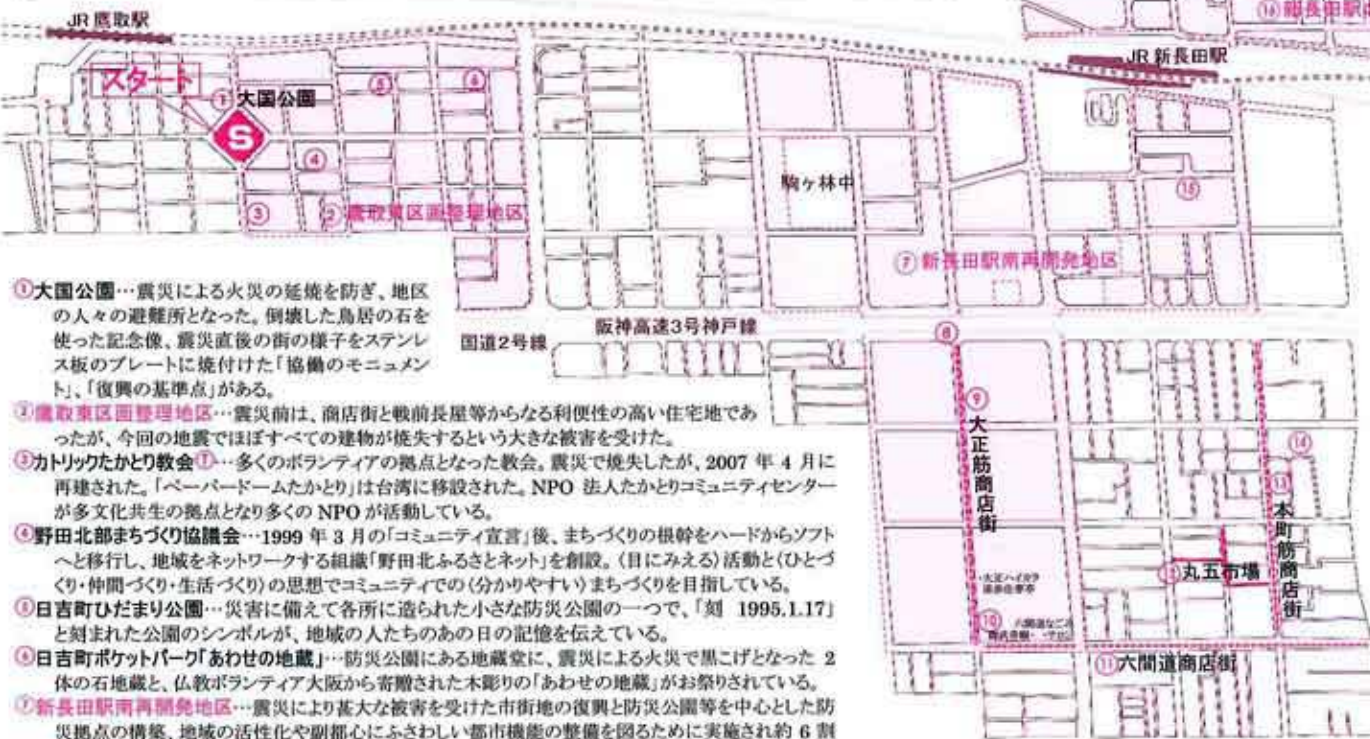 JR 鷹取駅
⑯
JR 新長田駅
スタート
① 大国公園
S
⑤
⑥
④
③
② 鷹取東区画整理地区
駒ヶ林中
⑮
⑦ 新長田駅南再開発地区
国道2号線
阪神高速3号神戸線
⑧
⑨
大正筋商店街
⑭
⑬
本町筋商店街
丸五市場
⑩
⑪六間道商店街
①大国公園…震災による火災の延焼を防ぎ、地区
の人々の避難所となった。倒壊した鳥居の石を
使った記念像、震災直後の街の様子をステンレ
ス板のプレートに焼付けた「協働のモニュメン
ト」、「復興の基準点」がある。
②鷹取東区画整理地区…震災前は、商店街と戦前長屋等からなる利便性の高い住宅地であ
ったが、今回の地震でほぼすべての建物が焼失するという大きな被害を受けた。
③カトリックたかとり教会①…多くのボランティアの拠点となった教会。震災で焼失したが、2007 年 4 月に
再建された。「ペーパードームたかとり」は台湾に移設された。NPO 法人たかとりコミュニティセンター
が多文化共生の拠点となり多くの NPO が活動している。
④野田北部まちづくり協議会…1999 年 3 月の「コミュニティ宣言」後、まちづくりの根幹をハードからソフト
へと移行し、地域をネットワークする組織「野田北ふるさとネット」を創設。(目にみえる)活動と(ひとづ
くり・仲間づくり・生活づくり)の思想でコミュニティでの(分かりやすい)まちづくりを目指している。
⑤日吉町ひだまり公園…災害に備えて各所に造られた小さな防災公園の一つで、「刻 1995.1.17」
と刻まれた公園のシンボルが、地域の人たちのあの日の記憶を伝えている。
⑥日吉町ポケットパーク「あわせの地蔵」…防災公園にある地蔵堂に、震災による火災で黒こげとなった 2
体の石地蔵と、仏教ボランティア大阪から寄贈された木彫りの「あわせの地蔵」がお祭りされている。
⑦新長田駅南再開発地区…震災により甚大な被害を受けた市街地の復興と防災公園等を中心とした防
災拠点の構築、地域の活性化や副都心にふさわしい都市機能の整備を図るために実施され約 6 割